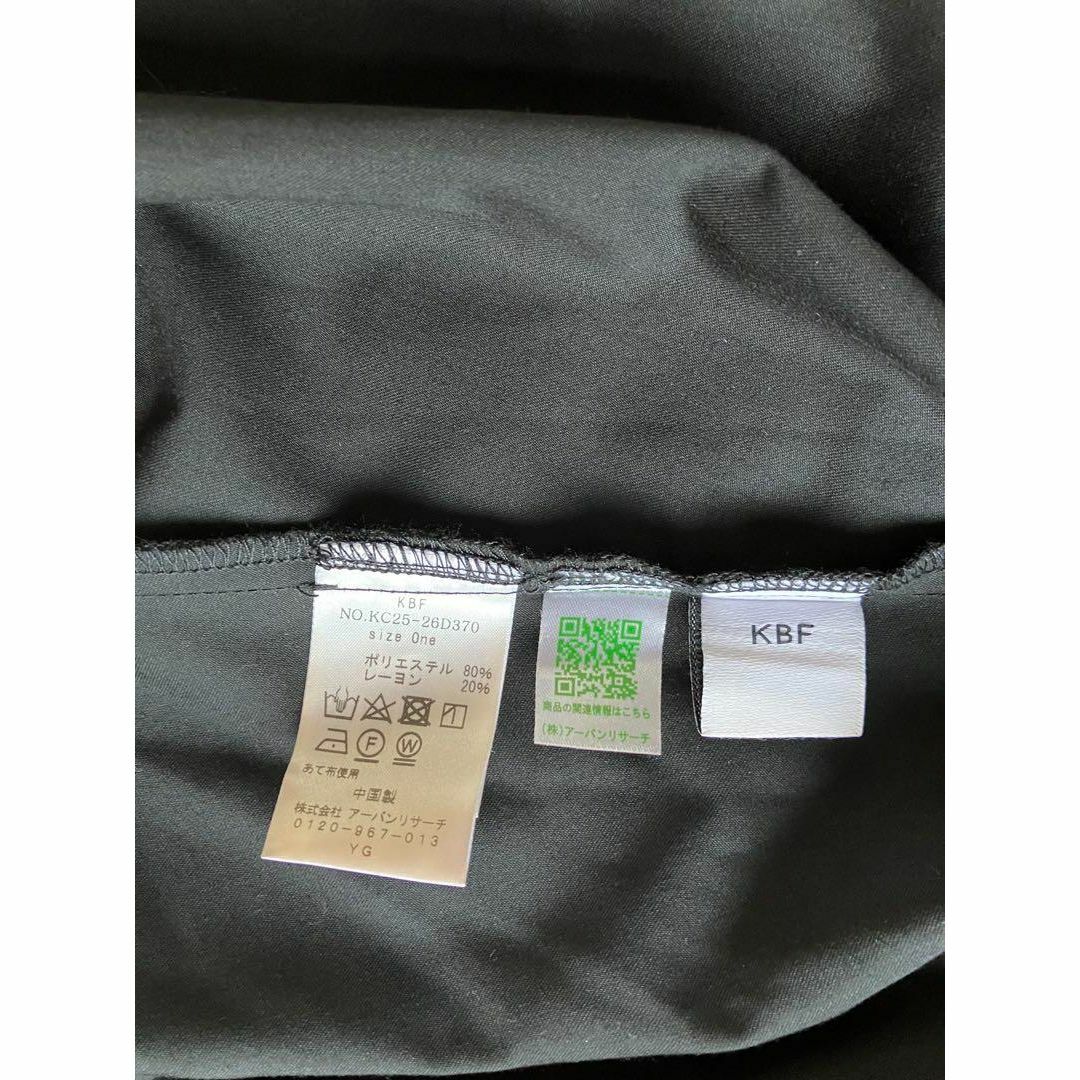 KBF
NO.KC25-26D370
size One
ポリエステル 80%
レーヨン 20%
F W
あて布使用
中国製
株式会社 アーバンリサーチ
0120-967-013
YG
商品の関連情報はこちら
(株)アーバンリサーチ
KBF